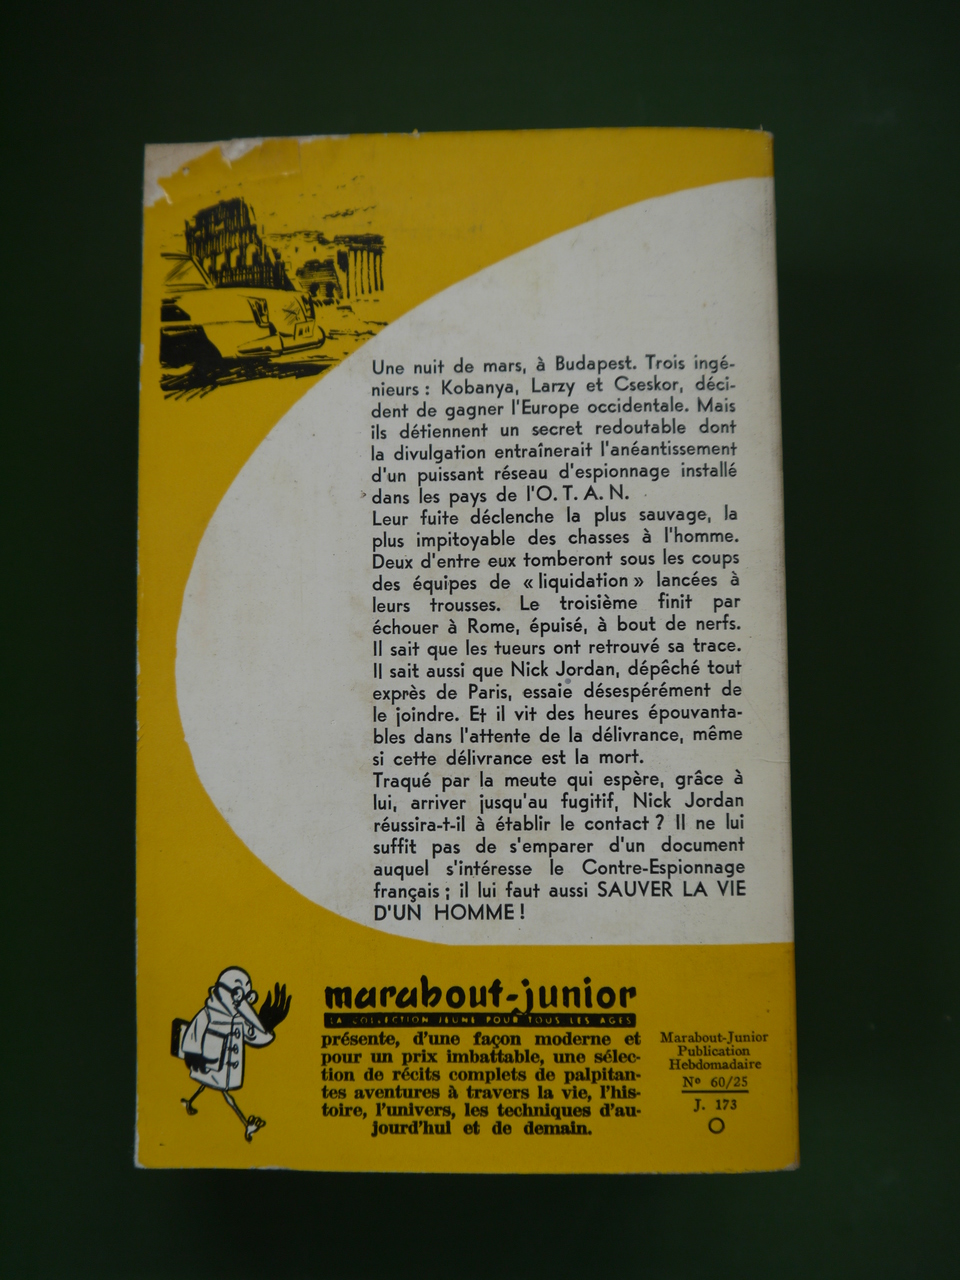 Une nuit de mars, à Budapest. Trois ingé-
nieurs : Kobanya, Larzy et Cseskor, déci-
dent de gagner l'Europe occidentale. Mais
ils détiennent un secret redoutable dont
la divulgation entraînerait l'anéantissement
d'un puissant réseau d'espionnage installé
dans les pays de l'O. T. A. N.
Leur fuite déclenche la plus sauvage, la
plus impitoyable des chasses à l'homme.
Deux d'entre eux tomberont sous les coups
des équipes de « liquidation » lancées à
leurs trousses. Le troisième finit par
échouer à Rome, épuisé, à bout de nerfs.
Il sait que les tueurs ont retrouvé sa trace.
Il sait aussi que Nick Jordan, dépêché tout
exprès de Paris, essaie désespérément de
le joindre. Et il vit des heures épouvanta-
bles dans l'attente de la délivrance, même
si cette délivrance est la mort.
Traqué par la meute qui espère, grâce à
lui, arriver jusqu'au fugitif, Nick Jordan
réussira-t-il à établir le contact ? Il ne lui
suffit pas de s'emparer d'un document
auquel s'intéresse le Contre-Espionnage
français ; il lui faut aussi SAUVER LA VIE
D'UN HOMME !
marabout-junior
LA COLLECTION JEUNE POUR TOUS LES AGES
présente, d'une façon moderne et
pour un prix imbattable, une sélec-
tion de récits complets de palpitan-
tes aventures à travers la vie, l'his-
toire, l'univers, les techniques d'au-
jourd'hui et de demain.
Marabout-Junior
Publication
Hebdomadaire
Nº 60/25
J. 173